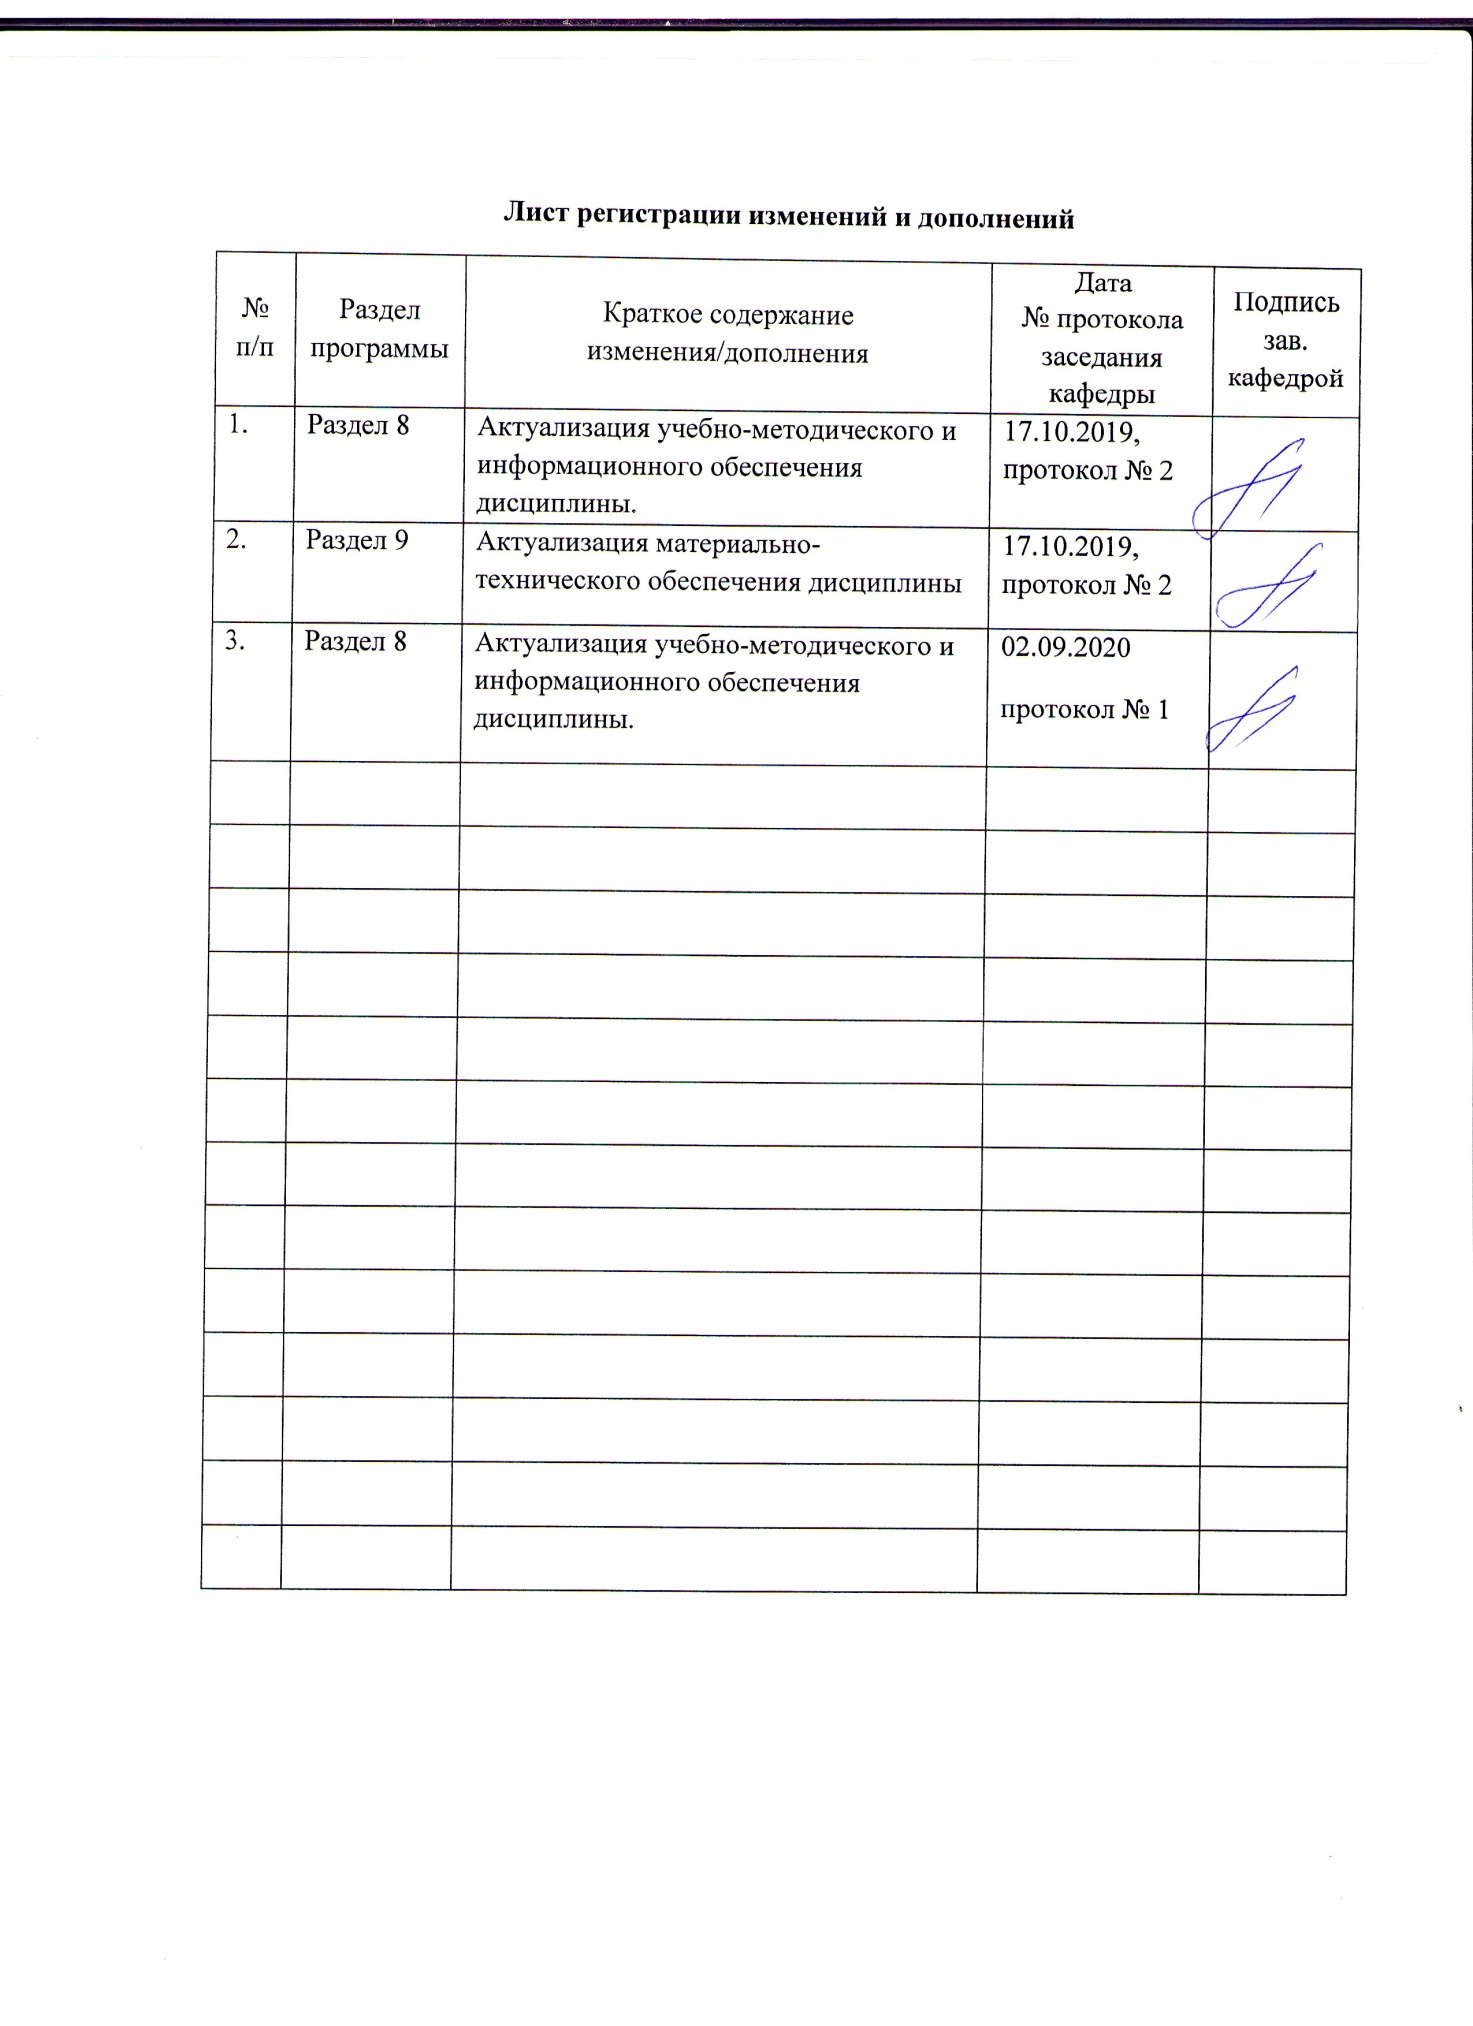 Лист регистрации изменений и дополнений
№
п/п
Раздел
программы
Краткое содержание
изменения/дополнения
Дата
№ протокола
заседания
кафедры
Подпись
зав.
кафедрой
1.
Раздел 8
Актуализация учебно-методического и
информационного обеспечения
дисциплины.
17.10.2019,
протокол № 2
2.
Раздел 9
Актуализация материально-
технического обеспечения дисциплины
17.10.2019,
протокол № 2
3.
Раздел 8
Актуализация учебно-методического и
информационного обеспечения
дисциплины.
02.09.2020
протокол № 1